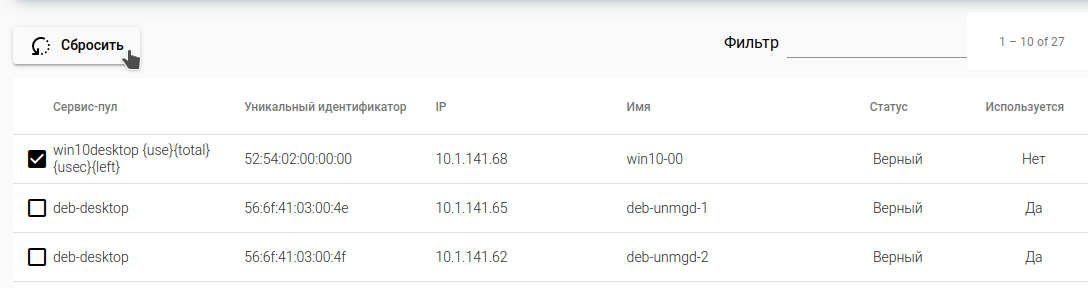 Сбросить
Фильтр
1 – 10 of 27
Сервис-пул Уникальный идентификатор IP Имя Статус Используется
win10desktop {use}{total}
{usec}{left} 52:54:02:00:00:00 10.1.141.68 win10-00 Верный Нет
deb-desktop 56:6f:41:03:00:4e 10.1.141.65 deb-unmgd-1 Верный Да
deb-desktop 56:6f:41:03:00:4f 10.1.141.62 deb-unmgd-2 Верный Да